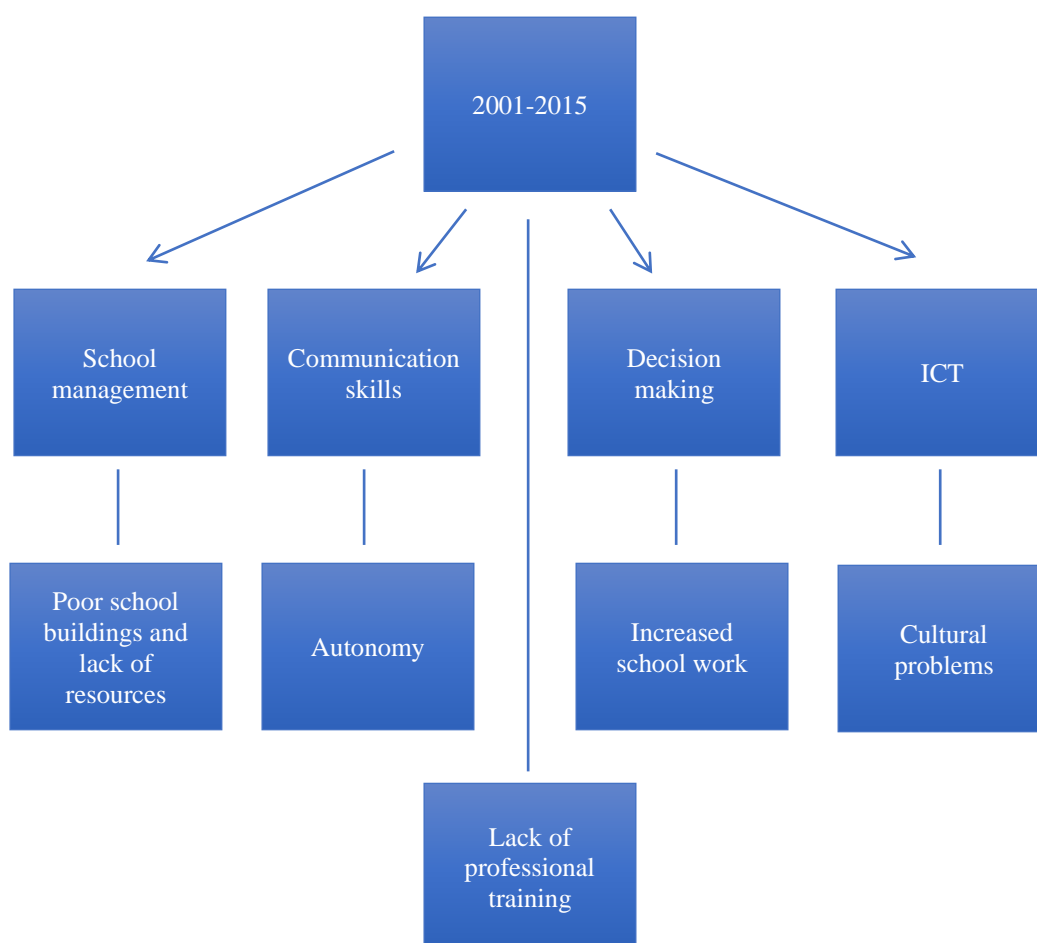 2001-2015
School
management
Communication
skills
Decision
making
ICT
Poor school
buildings and
lack of
resources
Autonomy
Increased
school work
Cultural
problems
Lack of
professional
training